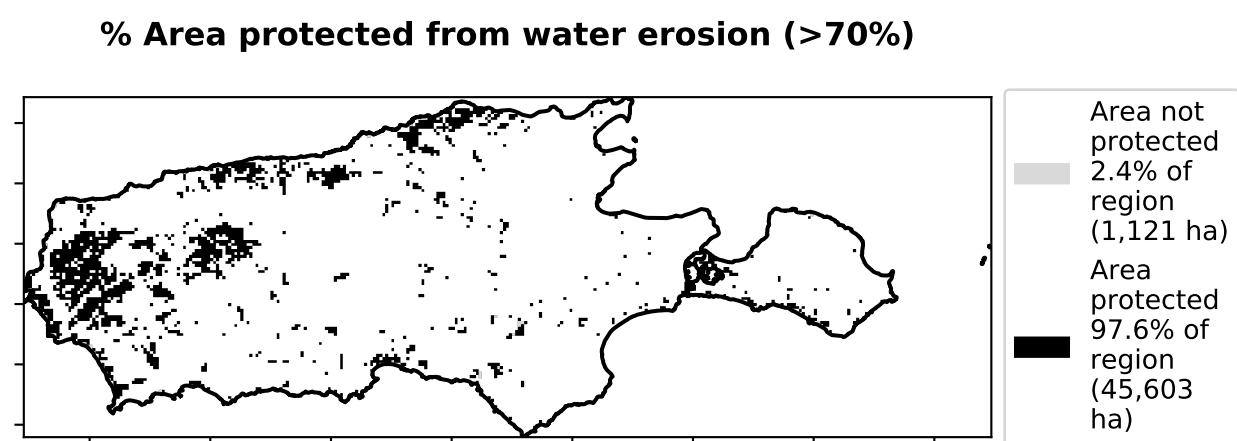 % Area protected from water erosion (>70%)
Area not
protected
2.4% of
region
(1,121 ha)
Area
protected
97.6% of
region
(45,603
ha)